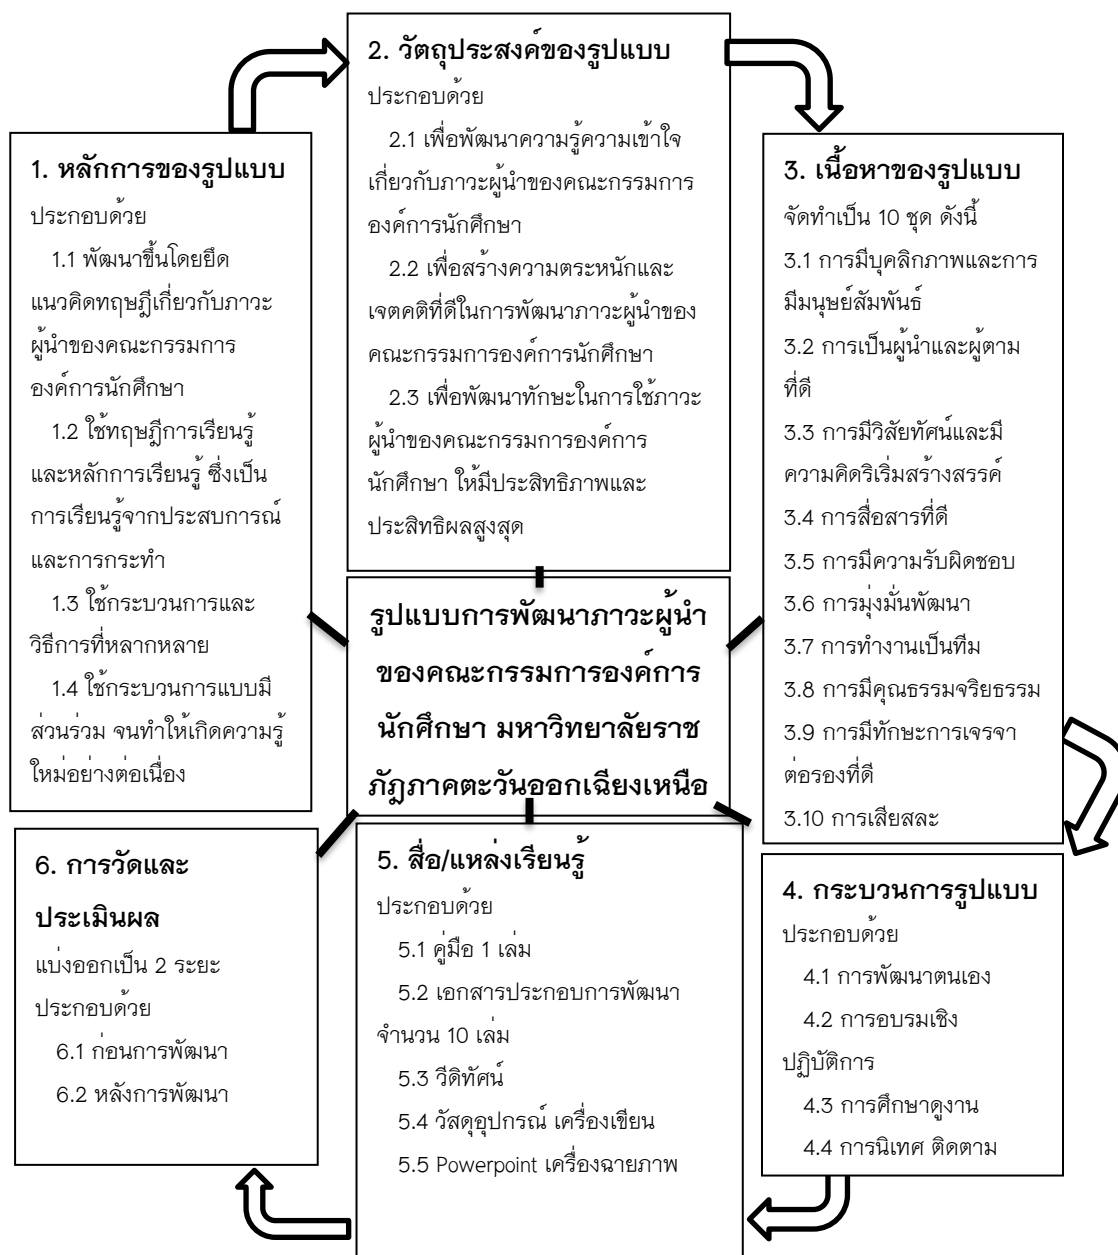 1. หลักการของรูปแบบ
ประกอบด้วย
1.1 พัฒนาขึ้นโดยยึด
แนวคิดทฤษฎีเกี่ยวกับภาวะ
ผู้นำของคณะกรรมการ
องค์การนักศึกษา
1.2 ใช้ทฤษฎีการเรียนรู้
และหลักการเรียนรู้ ซึ่งเป็น
การเรียนรู้จากประสบการณ์
และการกระทำ
1.3 ใช้กระบวนการและ
วิธีการที่หลากหลาย
1.4 ใช้กระบวนการแบบมี
ส่วนร่วม จนทำให้เกิดความรู้
ใหม่อย่างต่อเนื่อง
2. วัตถุประสงค์ของรูปแบบ
ประกอบด้วย
2.1 เพื่อพัฒนาความรู้ความเข้าใจ
เกี่ยวกับภาวะผู้นำของคณะกรรมการ
องค์การนักศึกษา
2.2 เพื่อสร้างความตระหนักและ
เจตคติที่ดีในการพัฒนาภาวะผู้นำของ
คณะกรรมการองค์การนักศึกษา
2.3 เพื่อพัฒนาทักษะในการใช้ภาวะ
ผู้นำของคณะกรรมการองค์การ
นักศึกษา ให้มีประสิทธิภาพและ
ประสิทธิผลสูงสุด
3. เนื้อหาของรูปแบบ
จัดทำเป็น 10 ชุด ดังนี้
3.1 การมีบุคลิกภาพและการ
มีมนุษย์สัมพันธ์
3.2 การเป็นผู้นำและผู้ตาม
ที่ดี
3.3 การมีวิสัยทัศน์และมี
ความคิดริเริ่มสร้างสรรค์
3.4 การสื่อสารที่ดี
3.5 การมีความรับผิดชอบ
3.6 การมุ่งมั่นพัฒนา
3.7 การทำงานเป็นทีม
3.8 การมีคุณธรรมจริยธรรม
3.9 การมีทักษะการเจรจา
ต่อรองที่ดี
3.10 การเสียสละ
รูปแบบการพัฒนาภาวะผู้นำ
ของคณะกรรมการองค์การ
นักศึกษา มหาวิทยาลัยราช
ภัฏภาคตะวันออกเฉียงเหนือ
4. กระบวนการรูปแบบ
ประกอบด้วย
4.1 การพัฒนาตนเอง
4.2 การอบรมเชิง
ปฏิบัติการ
4.3 การศึกษาดูงาน
4.4 การนิเทศ ติดตาม
5. สื่อ/แหล่งเรียนรู้
ประกอบด้วย
5.1 คู่มือ 1 เล่ม
5.2 เอกสารประกอบการพัฒนา
จำนวน 10 เล่ม
5.3 วีดิทัศน์
5.4 วัสดุอุปกรณ์ เครื่องเขียน
5.5 Powerpoint เครื่องฉายภาพ
6. การวัดและ
ประเมินผล
แบ่งออกเป็น 2 ระยะ
ประกอบด้วย
6.1 ก่อนการพัฒนา
6.2 หลังการพัฒนา